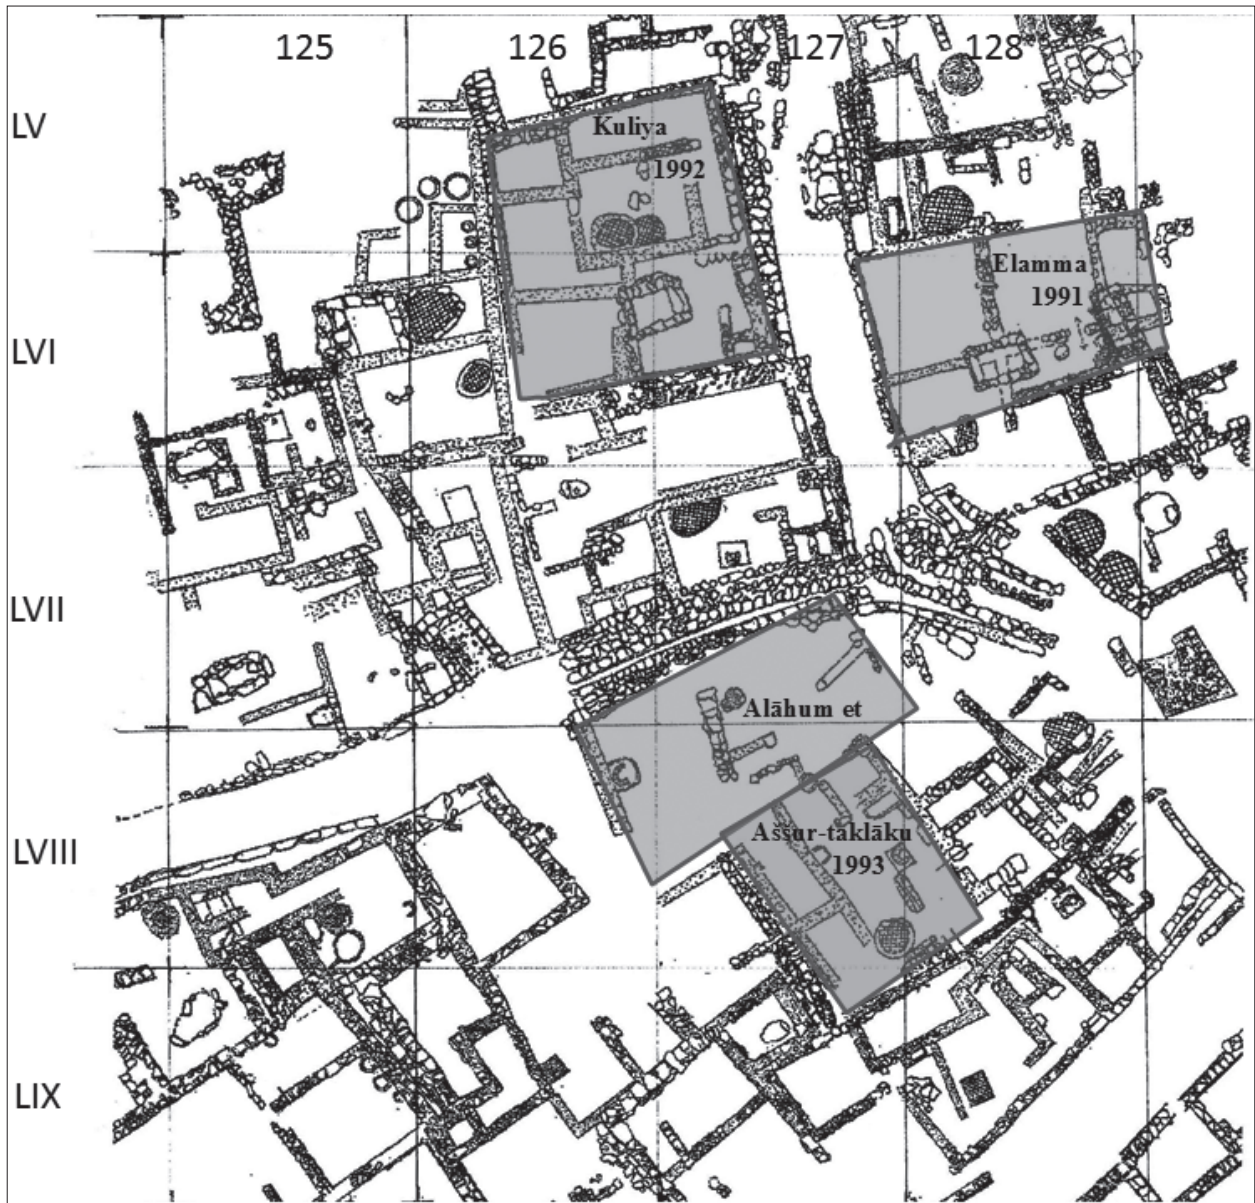 125 126 127 128
LV
Kuliya
1992
Elamma
1991
LVI
LVII
Alāhum et
Aššur-taklāku
1993
LVIII
LIX